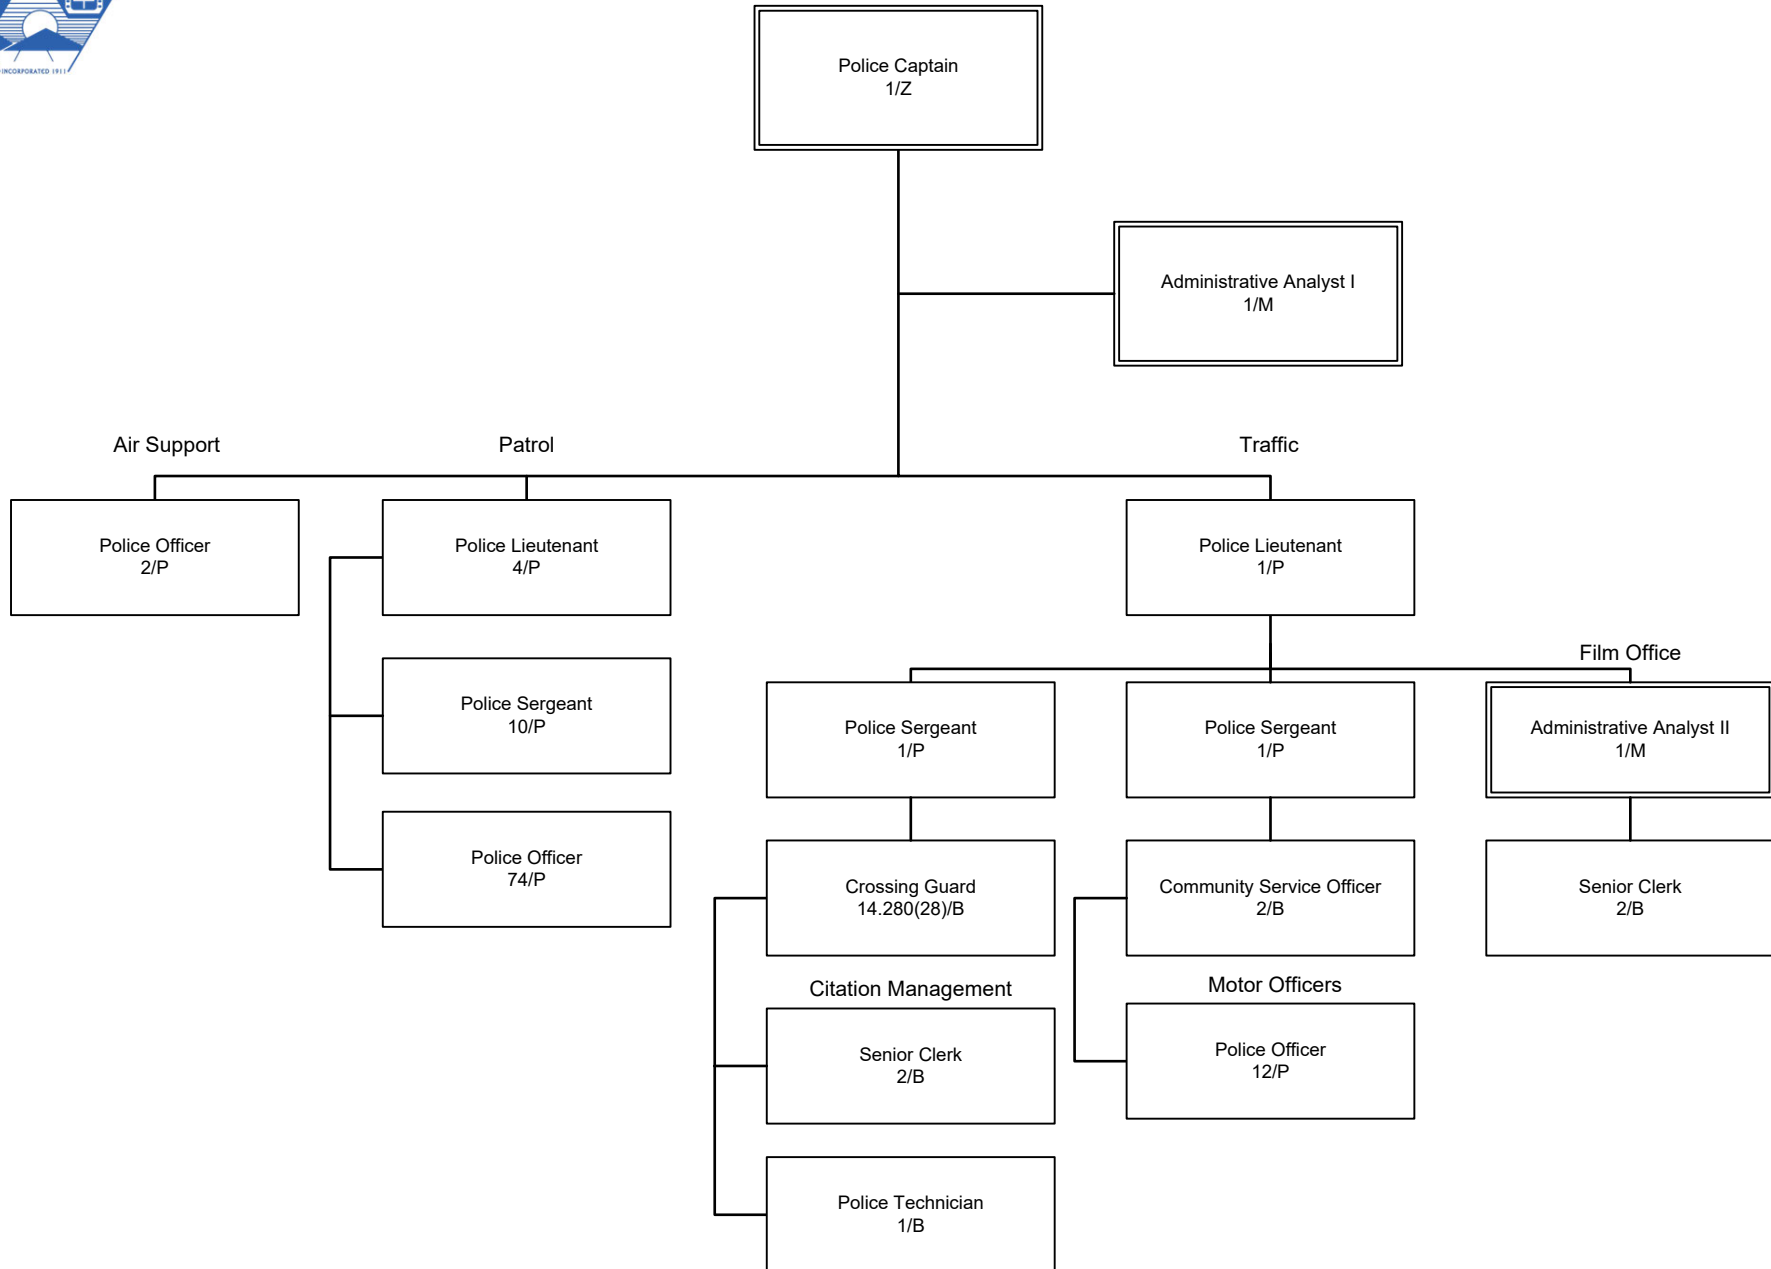 INCORPORATED 1911
Police Captain
1/Z
Administrative Analyst I
1/M
Air Support
Patrol
Traffic
Police Officer
2/P
Police Lieutenant
4/P
Police Lieutenant
1/P
Police Sergeant
10/P
Police Officer
74/P
Film Office
Police Sergeant
1/P
Police Sergeant
1/P
Administrative Analyst II
1/M
Crossing Guard
14.280(28)/B
Community Service Officer
2/B
Senior Clerk
2/B
Citation Management
Senior Clerk
2/B
Police Technician
1/B
Motor Officers
Police Officer
12/P